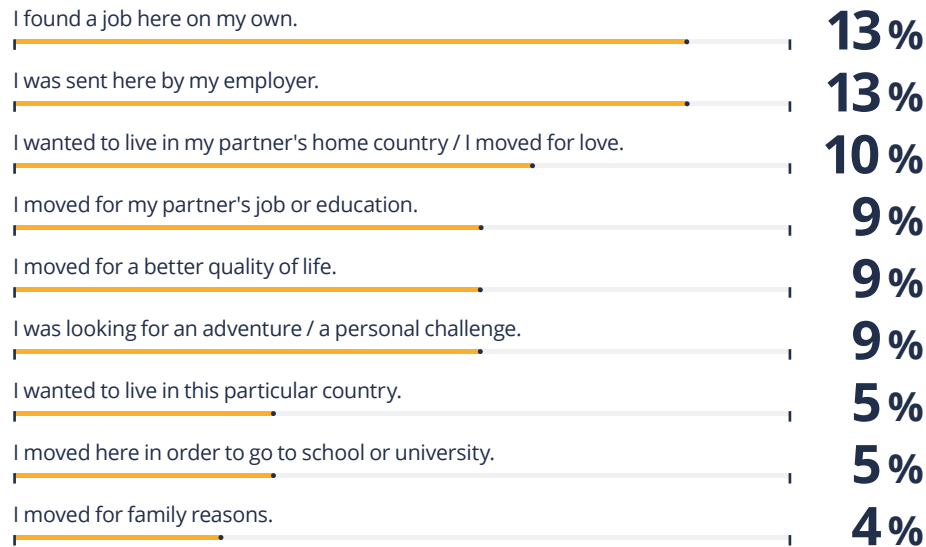 I found a job here on my own.
13 %
I was sent here by my employer.
13 %
I wanted to live in my partner's home country / I moved for love.
10 %
I moved for my partner's job or education.
9 %
I moved for a better quality of life.
9 %
I was looking for an adventure / a personal challenge.
9 %
I wanted to live in this particular country.
5 %
I moved here in order to go to school or university.
5 %
I moved for family reasons.
4 %